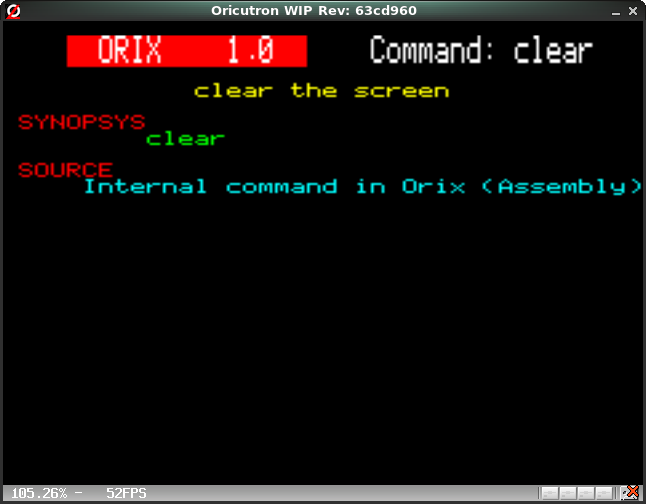 Oricutron WIP Rev: 63cd960
ORIX 1.0 Command: clear
clear the screen
SYNOPSYS
clear
SOURCE
Internal command in Orix (Assembly)
105.26% - 52FPS